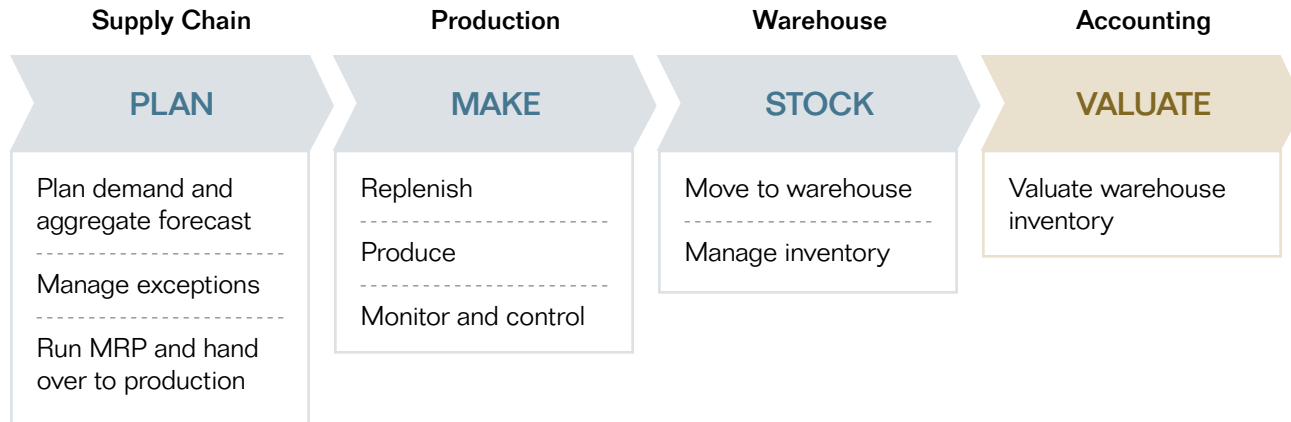 Supply Chain
Production
Warehouse
Accounting
PLAN
MAKE
STOCK
VALUATE
Plan demand and
aggregate forecast
Manage exceptions
Run MRP and hand
over to production
Replenish
Produce
Monitor and control
Move to warehouse
Manage inventory
Valuate warehouse
inventory